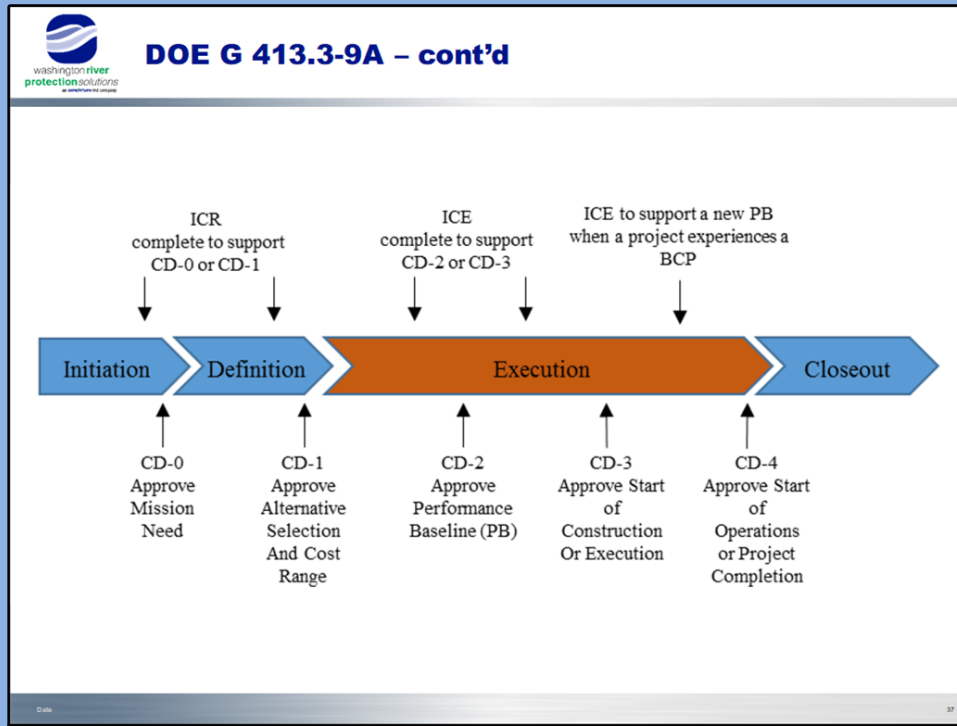 washington river
protection solutions
DOE G 413.3-9A – cont’d
ICR
complete to support
CD-0 or CD-1
ICE
complete to support
CD-2 or CD-3
ICE to support a new PB
when a project experiences a
BCP
Initiation
Definition
Execution
Closeout
CD-0
Approve
Mission
Need
CD-1
Approve
Alternative
Selection
And Cost
Range
CD-2
Approve
Performance
Baseline (PB)
CD-3
Approve Start
of
Construction
Or Execution
CD-4
Approve Start
of
Operations
or Project
Completion
Date
37